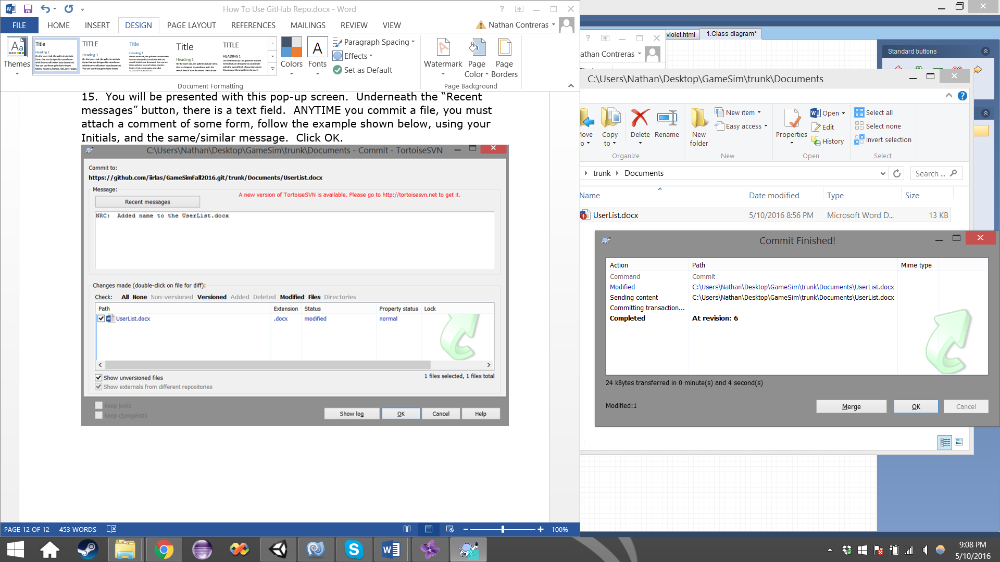 How To Use GitHub Repo.docx - Word
FILE HOME INSERT DESIGN PAGE LAYOUT REFERENCES MAILINGS REVIEW VIEW Nathan Contreras
Themes
Title
Heading 1
TITLE
Heading 1
Title
Heading 1
Title
Heading 1
TITLE
HEADING 1
Colors
Fonts
Paragraph Spacing
Effects
Set as Default
Watermark
Page Color
Page Borders
Document Formatting
Page Background
15. You will be presented with this pop-up screen. Underneath the “Recent
messages” button, there is a text field. ANYTIME you commit a file, you must
attach a comment of some form, follow the example shown below, using your
Initials, and the same/similar message. Click OK.
C:\Users\Nathan\Desktop\GameSim\trunk\Documents - Commit - TortoiseSVN
Commit to:
https://github.com/iirlas/GameSimFall2016.git/trunk/Documents/UserList.docx
Message:
A new version of TortoiseSVN is available. Please go to http://tortoisesvn.net to get it.
Recent messages
NRC: Added name to the UserList.docx
Changes made (double-click on file for diff):
Check: All None Non-versioned Versioned Added Deleted Modified Files Directories
Path Extension Status Property status Lock
UserList.docx .docx modified normal
Show unversioned files
1 files selected, 1 files total
Show externals from different repositories
Keep locks
Keep changelists
Show log OK Cancel Help
PAGE 12 OF 12 453 WORDS 100%
violet.html 1.Class diagram*
athan Contreras
Standard buttons
C:\Users\Nathan\Desktop\GameSim\trunk\Documents
Move to
Copy to
Delete
Rename
New folder
New item
Easy access
Properties
Open
Edit
History
Select all
Select none
Invert selection
Organize New Open Select
trunk Documents
Search ...
Name Date modified Type Size
UserList.docx 5/10/2016 8:56 PM Microsoft Word D... 13 KB
Commit Finished!
Action Path Mime type
Command Commit
Modified C:\Users\Nathan\Desktop\GameSim\trunk\Documents\UserList.docx
Sending content C:\Users\Nathan\Desktop\GameSim\trunk\Documents\UserList.docx
Committing transaction...
Completed At revision: 6
24 kBytes transferred in 0 minute(s) and 4 second(s)
Modified:1
Merge OK Cancel
9:08 PM
5/10/2016